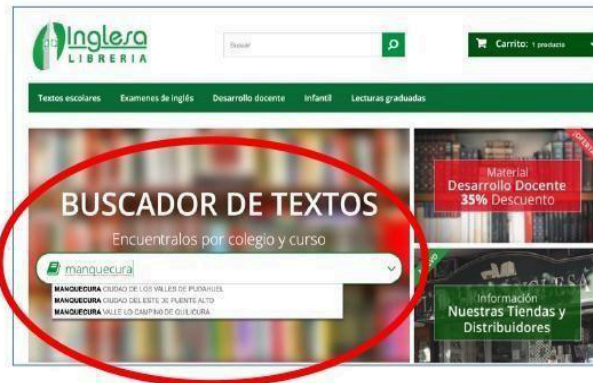 Inglesa
LIBRERIA
Buscar
Carrito: 1 producto
Textos escolares Examenes de inglés Desarrollo docente Infantil Lecturas graduadas
¡OFERTA!
Material
Desarrollo Docente
35% Descuento
BUSCADOR DE TEXTOS
Encuentralos por colegio y curso
manquecura
MANQUECURA CIUDAD DE LOS VALLES DE PUDAHUEL
MANQUECURA CIUDAD DEL ESTE DE PUENTE ALTO
MANQUECURA VALLE LO CAMPINO DE QUILICURA
Información
Nuestras Tiendas y
Distribuidores